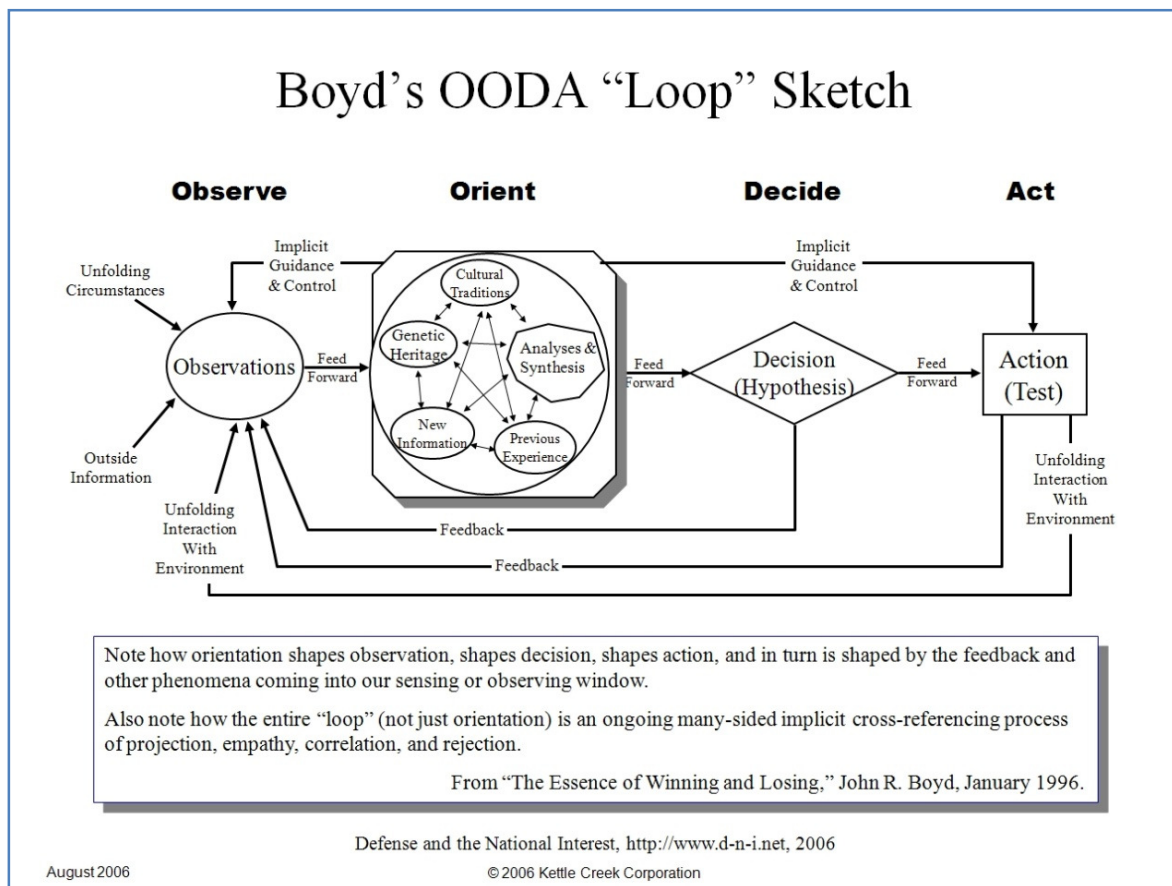 Boyd's OODA “Loop” Sketch
Observe
Orient
Decide
Act
Implicit
Guidance
& Control
Implicit
Guidance
& Control
Unfolding
Circumstances
Cultural
Traditions
Genetic
Heritage
Analyses &
Synthesis
New
Information
Previous
Experience
Observations
Feed
Forward
Feed
Forward
Decision
(Hypothesis)
Feed
Forward
Action
(Test)
Outside
Information
Unfolding
Interaction
With
Environment
Unfolding
Interaction
With
Environment
Feedback
Feedback
Note how orientation shapes observation, shapes decision, shapes action, and in turn is shaped by the feedback and
other phenomena coming into our sensing or observing window.
Also note how the entire “loop” (not just orientation) is an ongoing many-sided implicit cross-referencing process
of projection, empathy, correlation, and rejection.
From “The Essence of Winning and Losing,” John R. Boyd, January 1996.
Defense and the National Interest, http://www.d-n-i.net, 2006
August 2006
© 2006 Kettle Creek Corporation